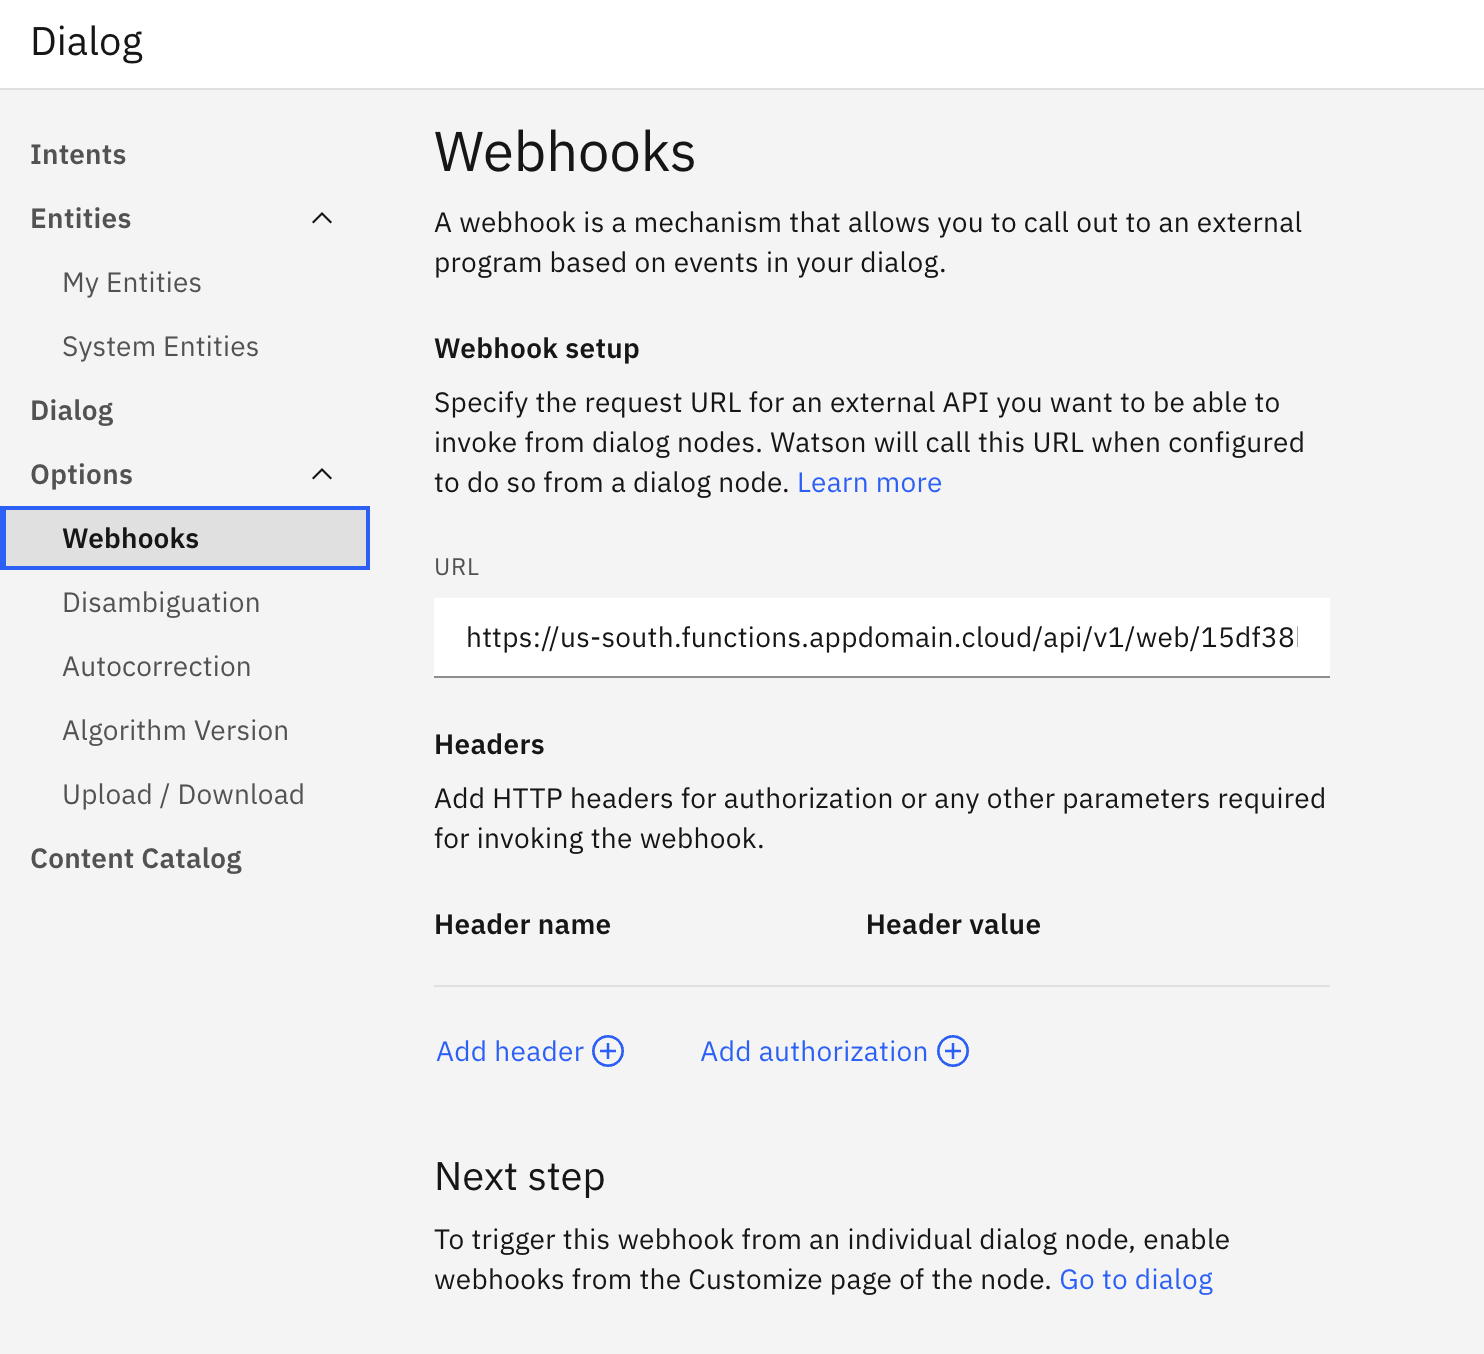 Dialog
Intents
Entities
My Entities
System Entities
Dialog
Options
Webhooks
Disambiguation
Autocorrection
Algorithm Version
Upload / Download
Content Catalog
Webhooks
A webhook is a mechanism that allows you to call out to an external
program based on events in your dialog.
Webhook setup
Specify the request URL for an external API you want to be able to
invoke from dialog nodes. Watson will call this URL when configured
to do so from a dialog node. Learn more
URL
https://us-south.functions.appdomain.cloud/api/v1/web/15df38
Headers
Add HTTP headers for authorization or any other parameters required
for invoking the webhook.
Header name Header value
Add header Add authorization
Next step
To trigger this webhook from an individual dialog node, enable
webhooks from the Customize page of the node. Go to dialog